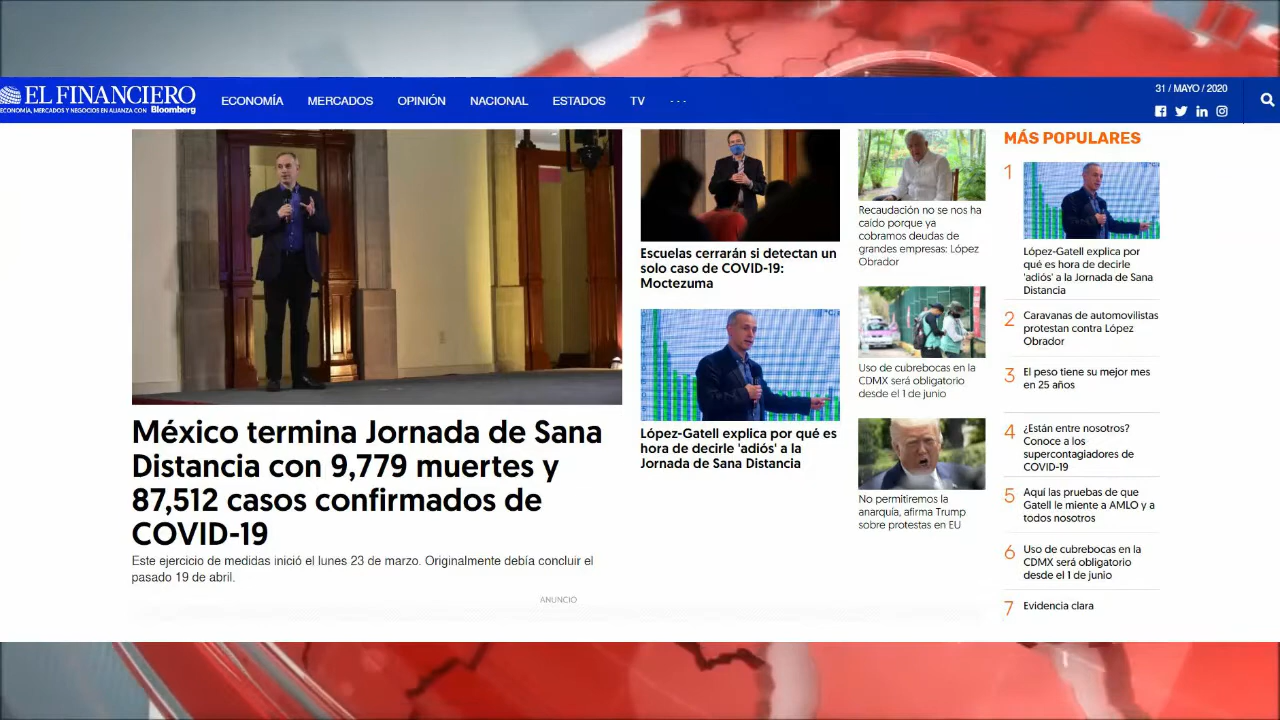 EL FINANCIERO
ECONOMÍA, MERCADOS Y NEGOCIOS EN ALIANZA CON Bloomberg
ECONOMÍA
MERCADOS
OPINIÓN
NACIONAL
ESTADOS
TV
...
31 / MAYO / 2020
México termina Jornada de Sana
Distancia con 9,779 muertes y
87,512 casos confirmados de
COVID-19
Este ejercicio de medidas inició el lunes 23 de marzo. Originalmente debía concluir el
pasado 19 de abril.
ANUNCIO
Escuelas cerrarán si detectan un
solo caso de COVID-19:
Moctezuma
López-Gatell explica por qué es
hora de decirle 'adiós' a la
Jornada de Sana Distancia
Recaudación no se nos ha
caído porque ya
cobramos deudas de
grandes empresas: López
Obrador
Uso de cubrebocas en la
CDMX será obligatorio
desde el 1 de junio
No permitiremos la
anarquía, afirma Trump
sobre protestas en EU
MÁS POPULARES
1
López-Gatell explica por
qué es hora de decirle
'adiós' a la Jornada de Sana
Distancia
2
Caravanas de automovilistas
protestan contra López
Obrador
3
El peso tiene su mejor mes
en 25 años
4
¿Están entre nosotros?
Conoce a los
supercontagiadores de
COVID-19
5
Aquí las pruebas de que
Gatell le miente a AMLO y a
todos nosotros
6
Uso de cubrebocas en la
CDMX será obligatorio
desde el 1 de junio
7
Evidencia clara